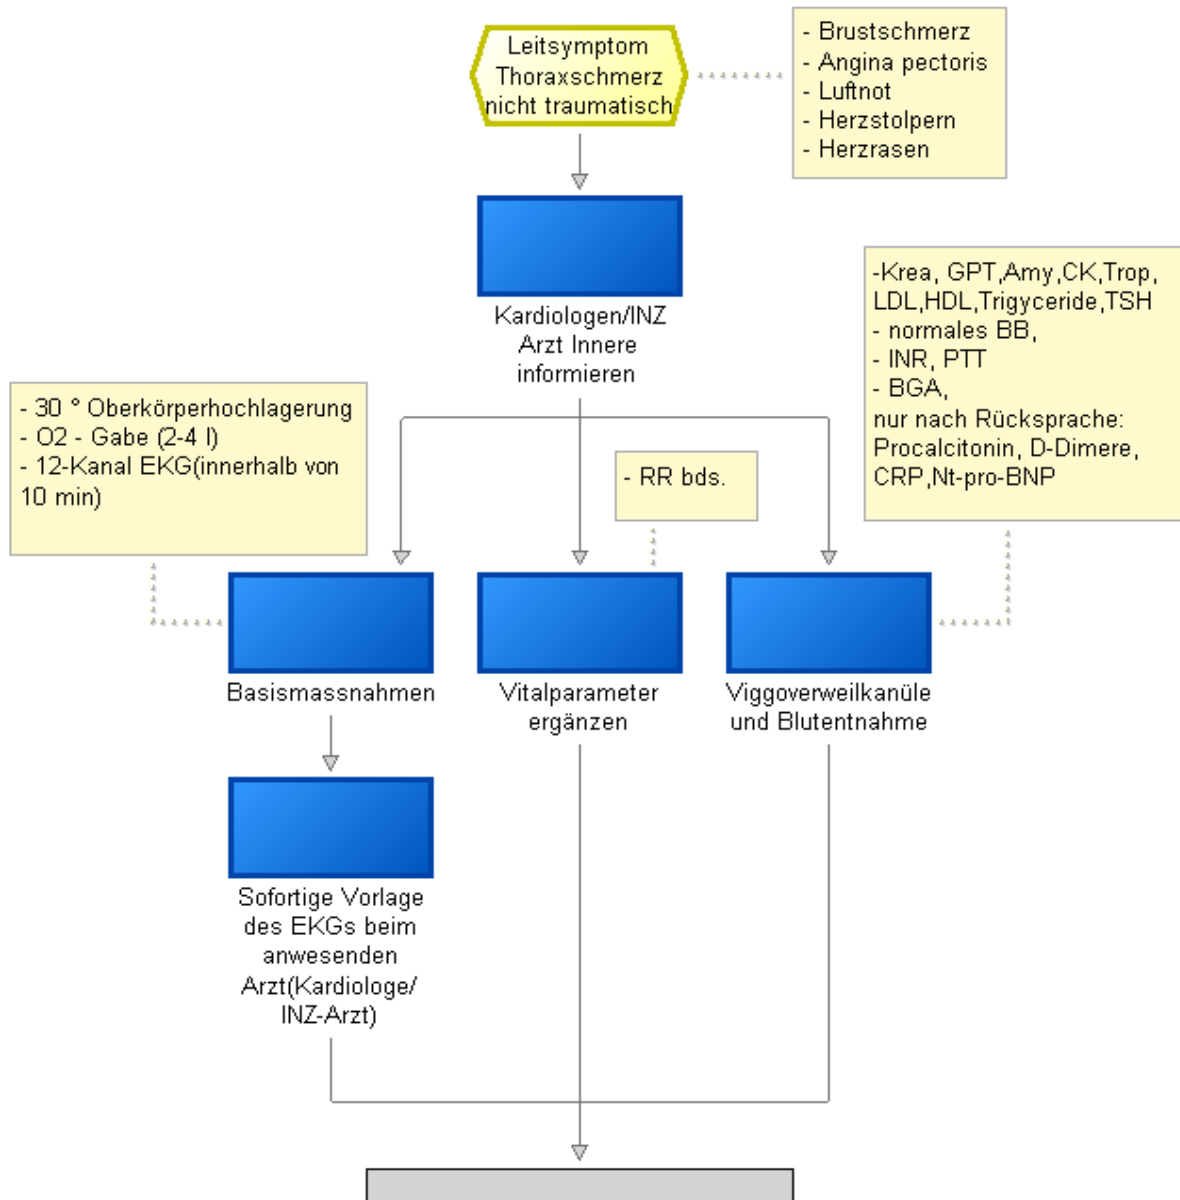 Leitsymptom
Thoraxschmerz
nicht traumatisch
- Brustschmerz
- Angina pectoris
- Luftnot
- Herzstolpern
- Herzrasen
Kardiologen/INZ
Arzt Innere
informieren
-Krea, GPT,Amy,CK,Trop,
LDL,HDL,Trigyceride,TSH
- normales BB,
- INR, PTT
- BGA,
nur nach Rücksprache:
Procalcitonin, D-Dimere,
CRP,Nt-pro-BNP
- 30 ° Oberkörperhochlagerung
- O2 - Gabe (2-4 l)
- 12-Kanal EKG(innerhalb von
10 min)
- RR bds.
Basismassnahmen
Vitalparameter
ergänzen
Viggoverweilkanüle
und Blutentnahme
Sofortige Vorlage
des EKGs beim
anwesenden
Arzt(Kardiologe/
INZ-Arzt)